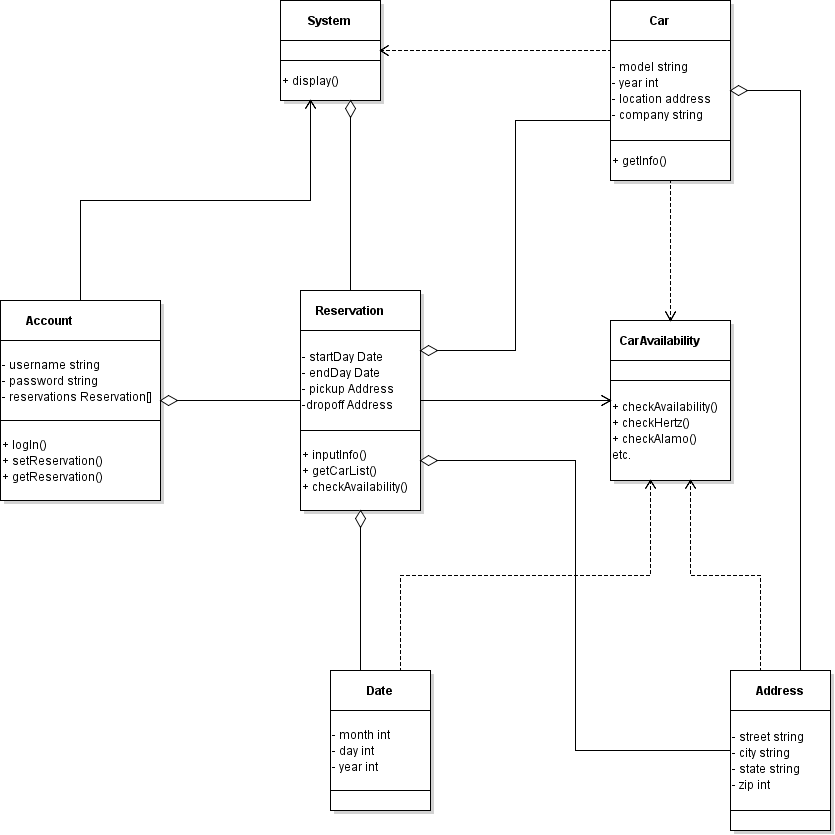 System
+ display()
Car
- model string
- year int
- location address
- company string
+ getInfo()
Account
- username string
- password string
- reservations Reservation[]
+ logIn()
+ setReservation()
+ getReservation()
Reservation
- startDay Date
- endDay Date
- pickup Address
-dropoff Address
+ inputInfo()
+ getCarList()
+ checkAvailability()
CarAvailability
+ checkAvailability()
+ checkHertz()
+ checkAlamo()
etc.
Date
- month int
- day int
- year int
Address
- street string
- city string
- state string
- zip int